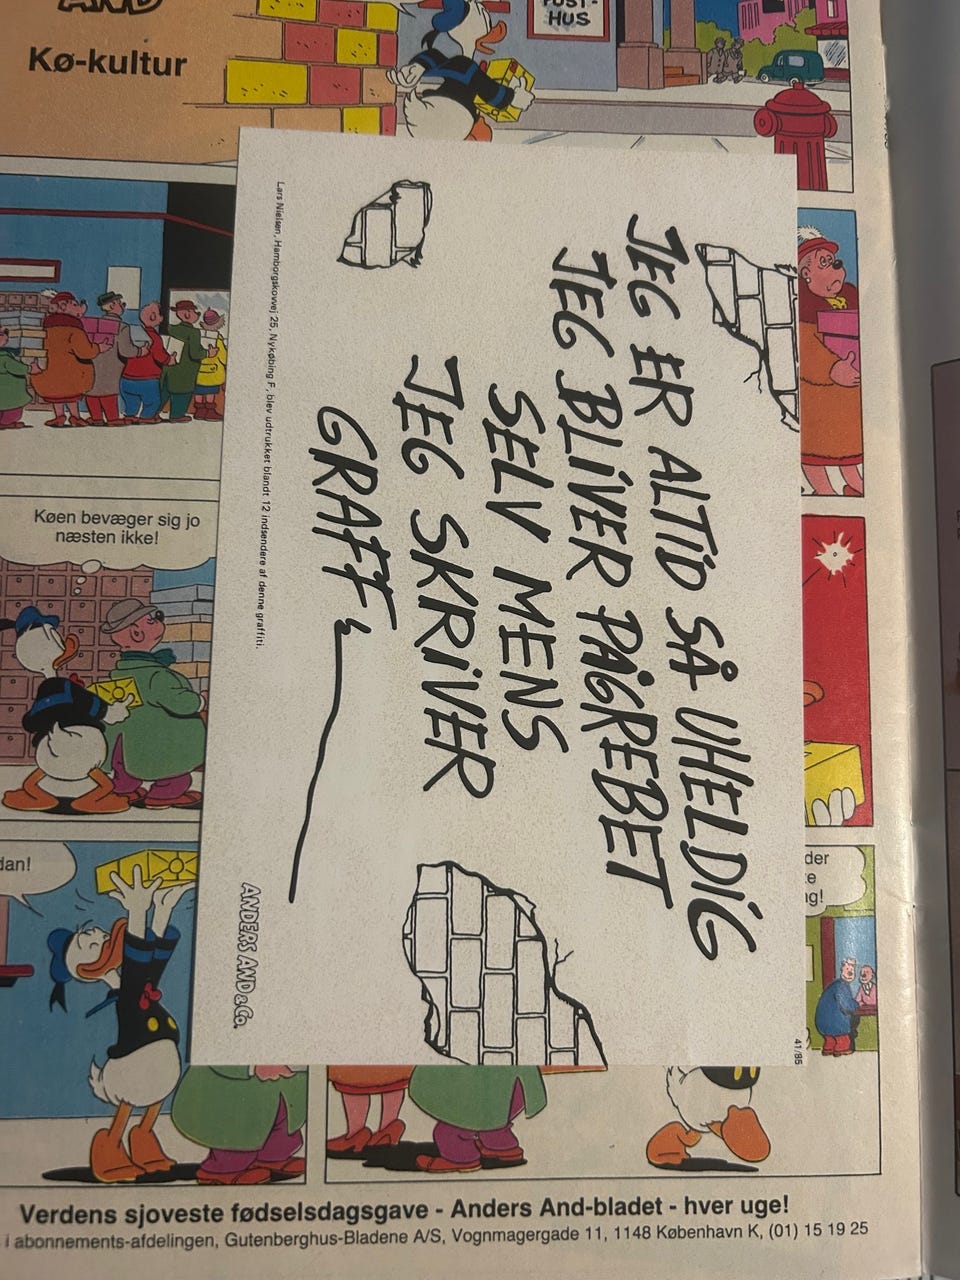 AND
Kø-kultur
POST-
HUS
JEG ER ALTID SÅ UHELDIG
JEG BLIVER PÅGREBET
SELV MENS
JEG SKRIVER
GRAFF
Lars Nielsen, Hamborgskovvej 25, Nykøbing F, blev udtrukket blandt 12 indsendere af denne graffiti.
ANDERS AND & Co.
41/85
Køen bevæger sig jo
næsten ikke!
dan!
der
e
ng!
Verdens sjoveste fødselsdagsgave - Anders And-bladet - hver uge!
i abonnements-afdelingen, Gutenberghus-Bladene A/S, Vognmagergade 11, 1148 København K, (01) 15 19 25